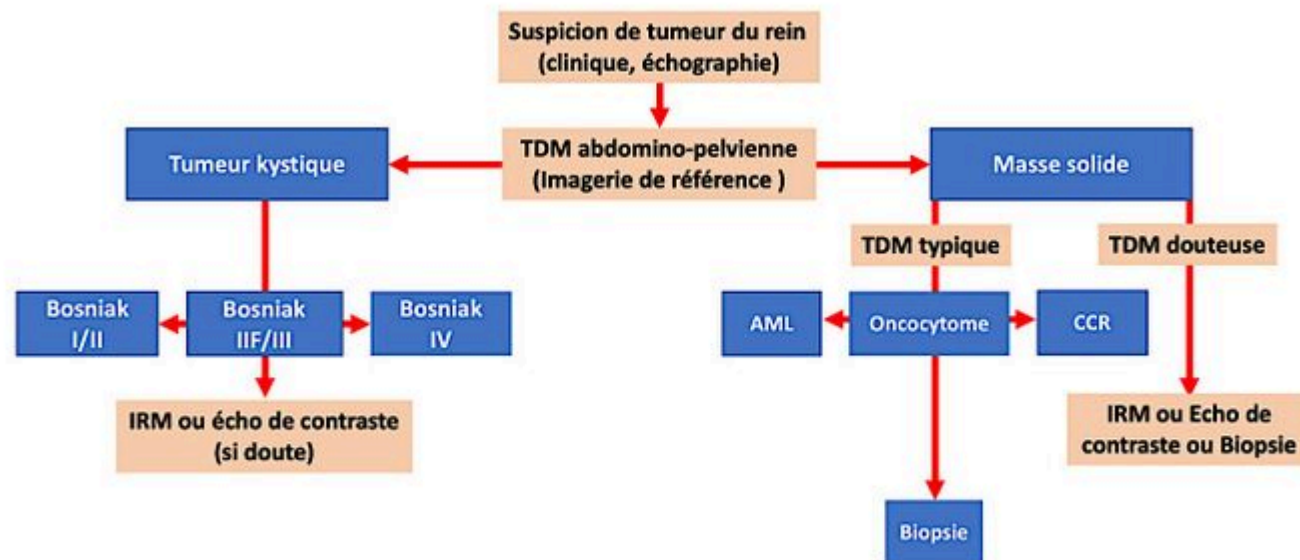 Suspicion de tumeur du rein
(clinique, échographie)
Tumeur kystique
TDM abdomino-pelvienne
(Imagerie de référence )
Masse solide
TDM typique
TDM douteuse
Bosniak
I/II
Bosniak
IIF/III
Bosniak
IV
AML
Oncocytome
CCR
IRM ou écho de contraste
(si doute)
IRM ou Echo de
contraste ou Biopsie
Biopsie